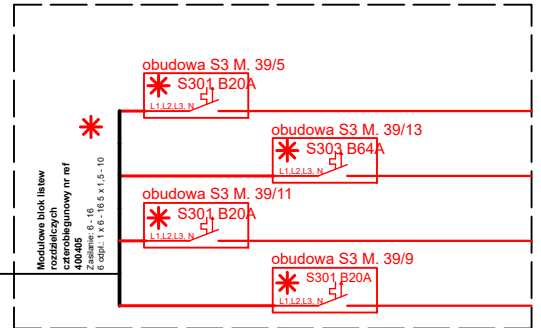 obudowa S3 M. 39/5
S301 B20A
L1,L2,L3, N
obudowa S3 M. 39/13
S303 B64A
L1,L2,L3, N
obudowa S3 M. 39/11
S301 B20A
L1,L2,L3, N
obudowa S3 M. 39/9
S301 B20A
L1,L2,L3, N
Modułowe blok listew
rozdzielczych
czterobiegunowy nr ref
400405
Zasilanie: 6 - 16
6 odpł.: 1 x 6 - 16 5 x 1,5 - 10